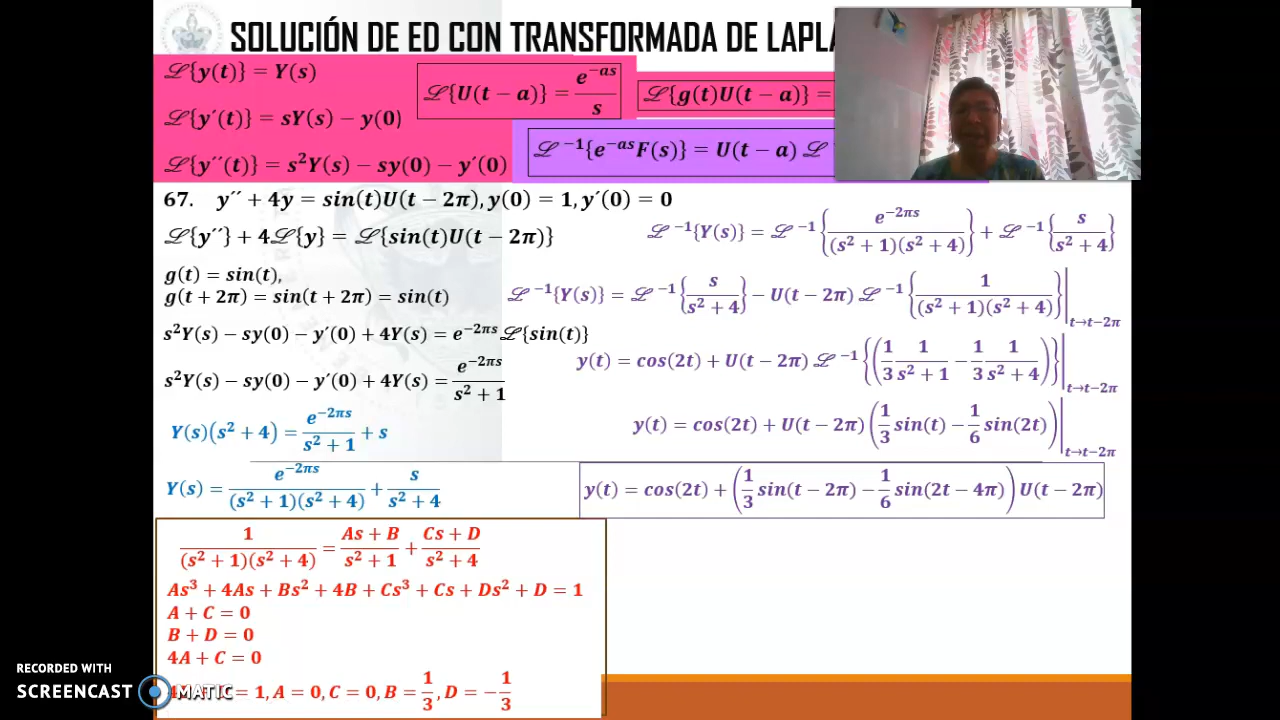 SOLUCIÓN DE ED CON TRANSFORMADA DE LAPLA
ℒ{y(t)} = Y(s)
ℒ{y´(t)} = sY(s) − y(0)
ℒ{y´´(t)} = s²Y(s) − sy(0) − y´(0)
ℒ{U(t − a)} = e^(−as)/s
ℒ{g(t)U(t − a)} =
ℒ⁻¹{e^(−as)F(s)} = U(t − a) ℒ⁻¹
67. y´´ + 4y = sin(t)U(t − 2π), y(0) = 1, y´(0) = 0
ℒ{y´´} + 4ℒ{y} = ℒ{sin(t)U(t − 2π)}
g(t) = sin(t),
g(t + 2π) = sin(t + 2π) = sin(t)
s²Y(s) − sy(0) − y´(0) + 4Y(s) = e^(−2πs) ℒ{sin(t)}
s²Y(s) − sy(0) − y´(0) + 4Y(s) = e^(−2πs)/(s² + 1)
Y(s)(s² + 4) = e^(−2πs)/(s² + 1) + s
Y(s) = e^(−2πs)/((s² + 1)(s² + 4)) + s/(s² + 4)
1/((s² + 1)(s² + 4)) = (As + B)/(s² + 1) + (Cs + D)/(s² + 4)
As³ + 4As + Bs² + 4B + Cs³ + Cs + Ds² + D = 1
A + C = 0
B + D = 0
4A + C = 0
= 1, A = 0, C = 0, B = 1/3, D = −1/3
ℒ⁻¹{Y(s)} = ℒ⁻¹{e^(−2πs)/((s² + 1)(s² + 4))} + ℒ⁻¹{s/(s² + 4)}
ℒ⁻¹{Y(s)} = ℒ⁻¹{s/(s² + 4)} − U(t − 2π) ℒ⁻¹{1/((s² + 1)(s² + 4))}|t→t−2π
y(t) = cos(2t) + U(t − 2π) ℒ⁻¹{(1/3 1/(s² + 1) − 1/3 1/(s² + 4))}|t→t−2π
y(t) = cos(2t) + U(t − 2π)(1/3 sin(t) − 1/6 sin(2t))|t→t−2π
y(t) = cos(2t) + (1/3 sin(t − 2π) − 1/6 sin(2t − 4π)) U(t − 2π)
RECORDED WITH
SCREENCAST MATIC